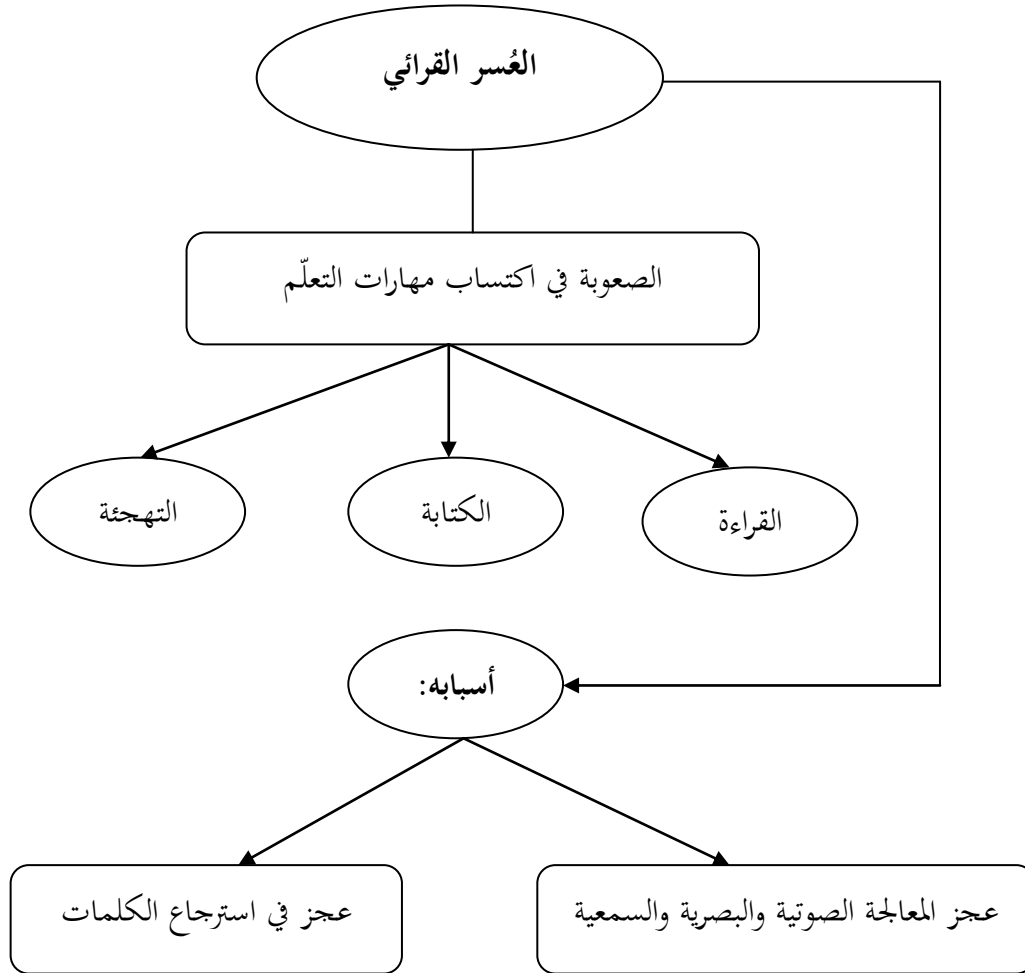 العُسر القرائي
الصعوبة في اكتساب مهارات التعلّم
القراءة
الكتابة
التهجئة
أسبابه:
عجز المعالجة الصوتية والبصرية والسمعية
عجز في استرجاع الكلمات